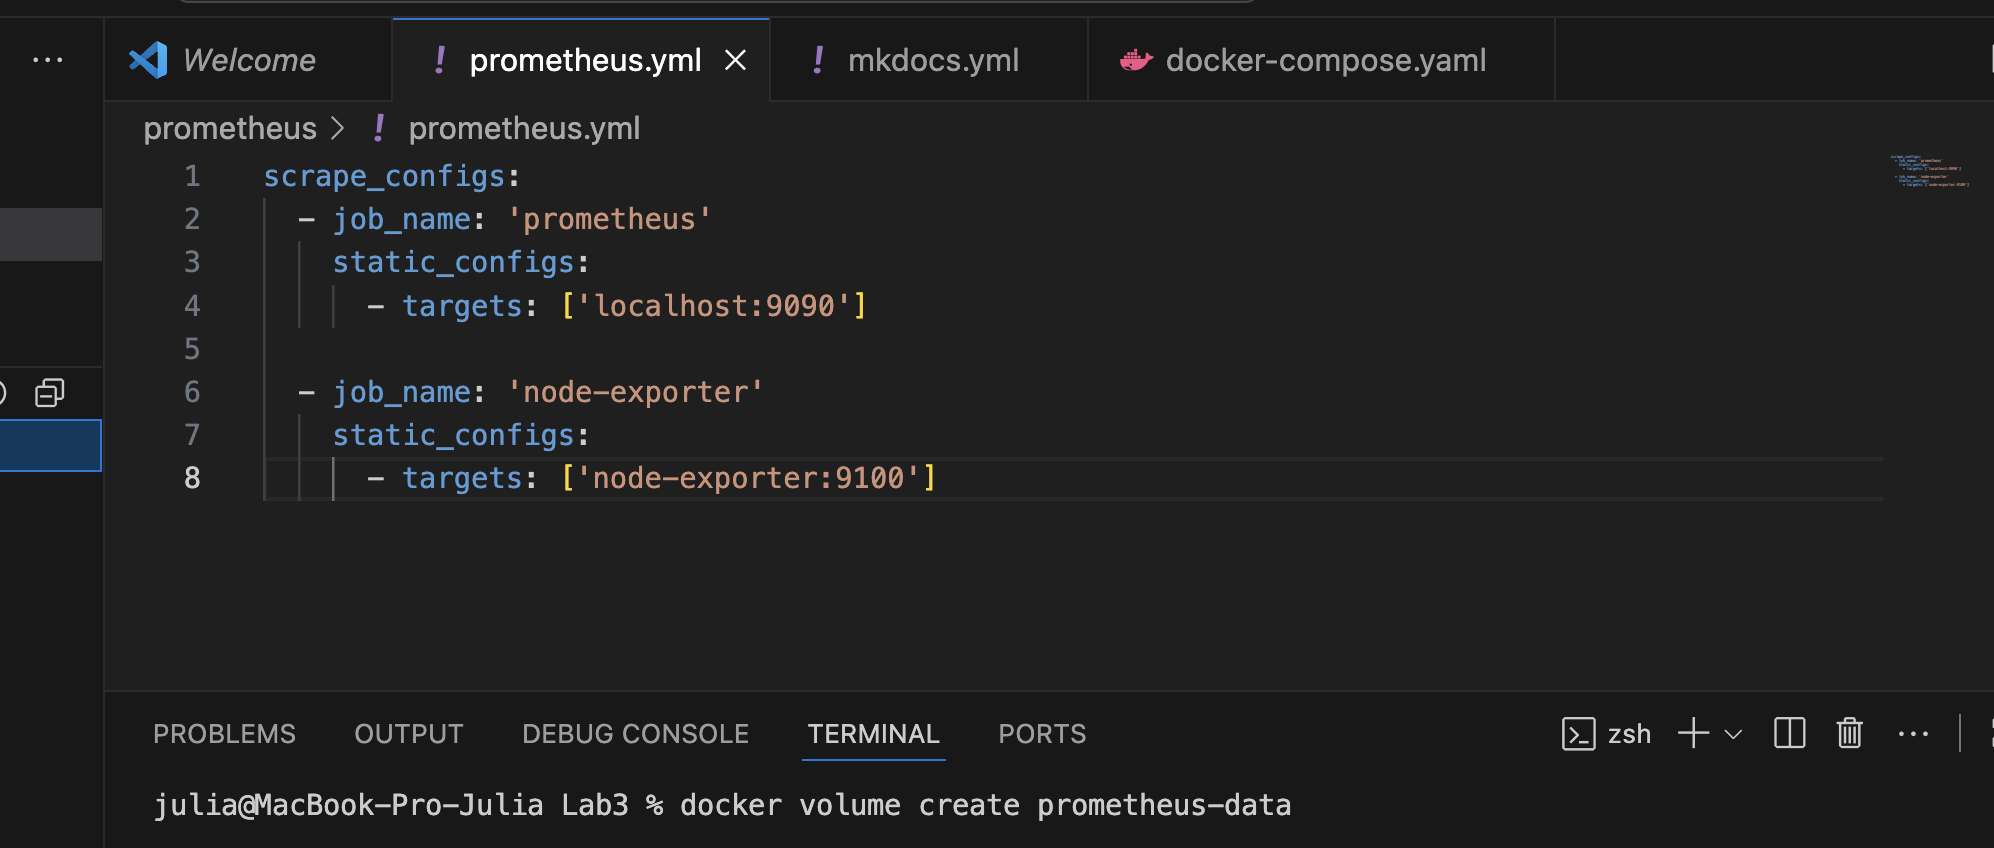 Welcome
prometheus.yml
mkdocs.yml
docker-compose.yaml
prometheus > ! prometheus.yml
1 scrape_configs:
2   - job_name: 'prometheus'
3     static_configs:
4       - targets: ['localhost:9090']
5
6   - job_name: 'node-exporter'
7     static_configs:
8       - targets: ['node-exporter:9100']
PROBLEMS OUTPUT DEBUG CONSOLE TERMINAL PORTS
zsh
julia@MacBook-Pro-Julia Lab3 % docker volume create prometheus-data